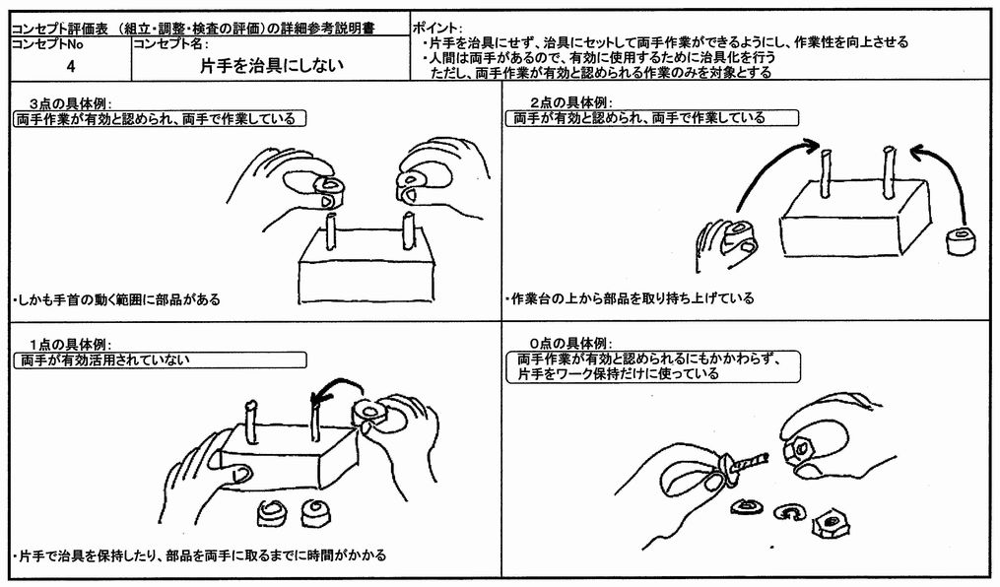 コンセプト評価表　（組立・調整・検査の評価）の詳細参考説明書
コンセプトNo
4
コンセプト名：
片手を治具にしない
ポイント：
・片手を治具にせず、治具にセットして両手作業ができるようにし、作業性を向上させる
・人間は両手があるので、有効に使用するために治具化を行う
ただし、両手作業が有効と認められる作業のみを対象とする
3点の具体例：
両手作業が有効と認められ、両手で作業している
・しかも手首の動く範囲に部品がある
2点の具体例：
両手が有効と認められ、両手で作業している
・作業台の上から部品を取り持ち上げている
1点の具体例：
両手が有効活用されていない
・片手で治具を保持したり、部品を両手に取るまでに時間がかかる
0点の具体例：
両手作業が有効と認められるにもかかわらず、
片手をワーク保持だけに使っている